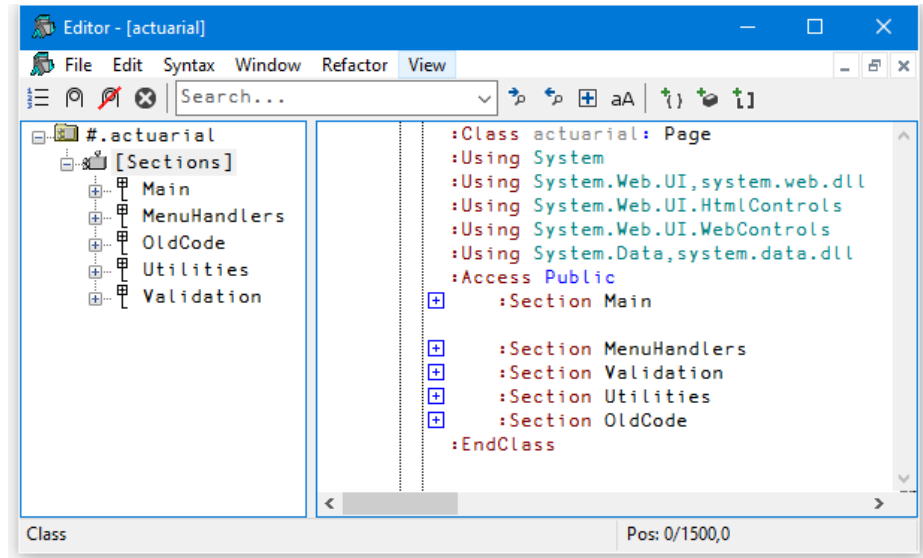 Editor - [actuarial]
File Edit Syntax Window Refactor View
Search... aA
#.actuarial
[Sections]
Main
MenuHandlers
OldCode
Utilities
Validation
:Class actuarial: Page
:Using System
:Using System.Web.UI,system.web.dll
:Using System.Web.UI.HtmlControls
:Using System.Web.UI.WebControls
:Using System.Data,system.data.dll
:Access Public
:Section Main
:Section MenuHandlers
:Section Validation
:Section Utilities
:Section OldCode
:EndClass
Class Pos: 0/1500,0